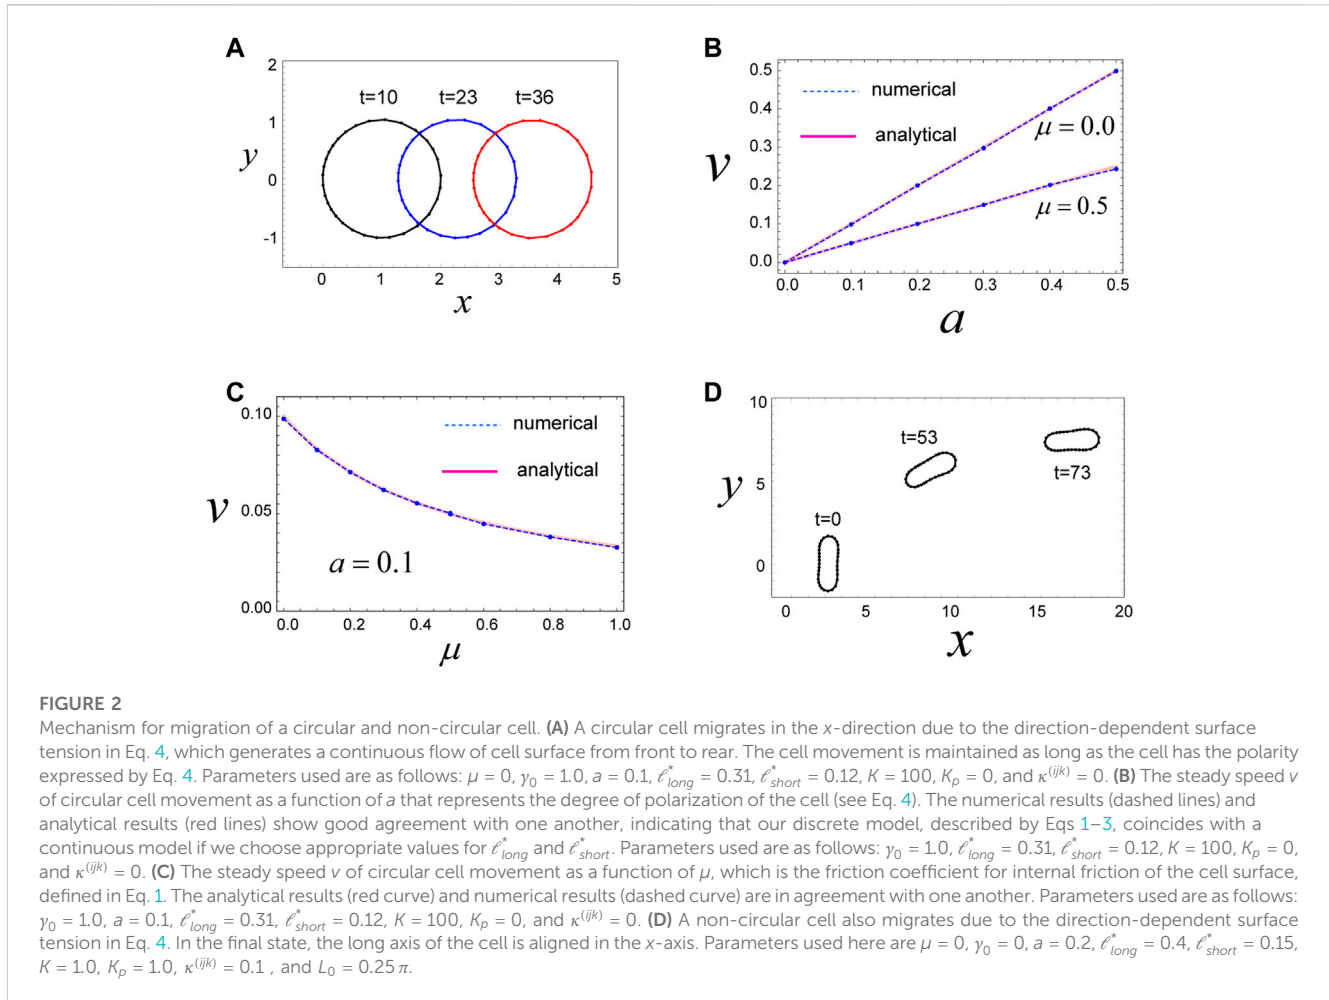 A
2
1
y
0
-1
t=10
t=23
t=36
0
1
2
3
4
5
x
B
0.5
0.4
0.3
v
0.2
0.1
0.0
numerical
analytical
μ = 0.0
μ = 0.5
0.0
0.1
0.2
0.3
0.4
0.5
a
C
0.10
v
0.05
0.00
numerical
analytical
a = 0.1
0.0
0.2
0.4
0.6
0.8
1.0
μ
D
10
y
5
0
t=53
t=73
t=0
0
5
10
15
20
x
FIGURE 2
Mechanism for migration of a circular and non-circular cell. (A) A circular cell migrates in the x-direction due to the direction-dependent surface
tension in Eq. 4, which generates a continuous flow of cell surface from front to rear. The cell movement is maintained as long as the cell has the polarity
expressed by Eq. 4. Parameters used are as follows: μ = 0, γ0 = 1.0, a = 0.1, ℓ*long = 0.31, ℓ*short = 0.12, K = 100, Kp = 0, and κ(ijk) = 0. (B) The steady speed v
of circular cell movement as a function of a that represents the degree of polarization of the cell (see Eq. 4). The numerical results (dashed lines) and
analytical results (red lines) show good agreement with one another, indicating that our discrete model, described by Eqs 1–3, coincides with a
continuous model if we choose appropriate values for ℓ*long and ℓ*short. Parameters used are as follows: γ0 = 1.0, ℓ*long = 0.31, ℓ*short = 0.12, K = 100, Kp = 0,
and κ(ijk) = 0. (C) The steady speed v of circular cell movement as a function of μ, which is the friction coefficient for internal friction of the cell surface,
defined in Eq. 1. The analytical results (red curve) and numerical results (dashed curve) are in agreement with one another. Parameters used are as follows:
γ0 = 1.0, a = 0.1, ℓ*long = 0.31, ℓ*short = 0.12, K = 100, Kp = 0, and κ(ijk) = 0. (D) A non-circular cell also migrates due to the direction-dependent surface
tension in Eq. 4. In the final state, the long axis of the cell is aligned in the x-axis. Parameters used here are μ = 0, γ0 = 0, a = 0.2, ℓ*long = 0.4, ℓ*short = 0.15,
K = 1.0, Kp = 1.0, κ(ijk) = 0.1 , and L0 = 0.25 π.